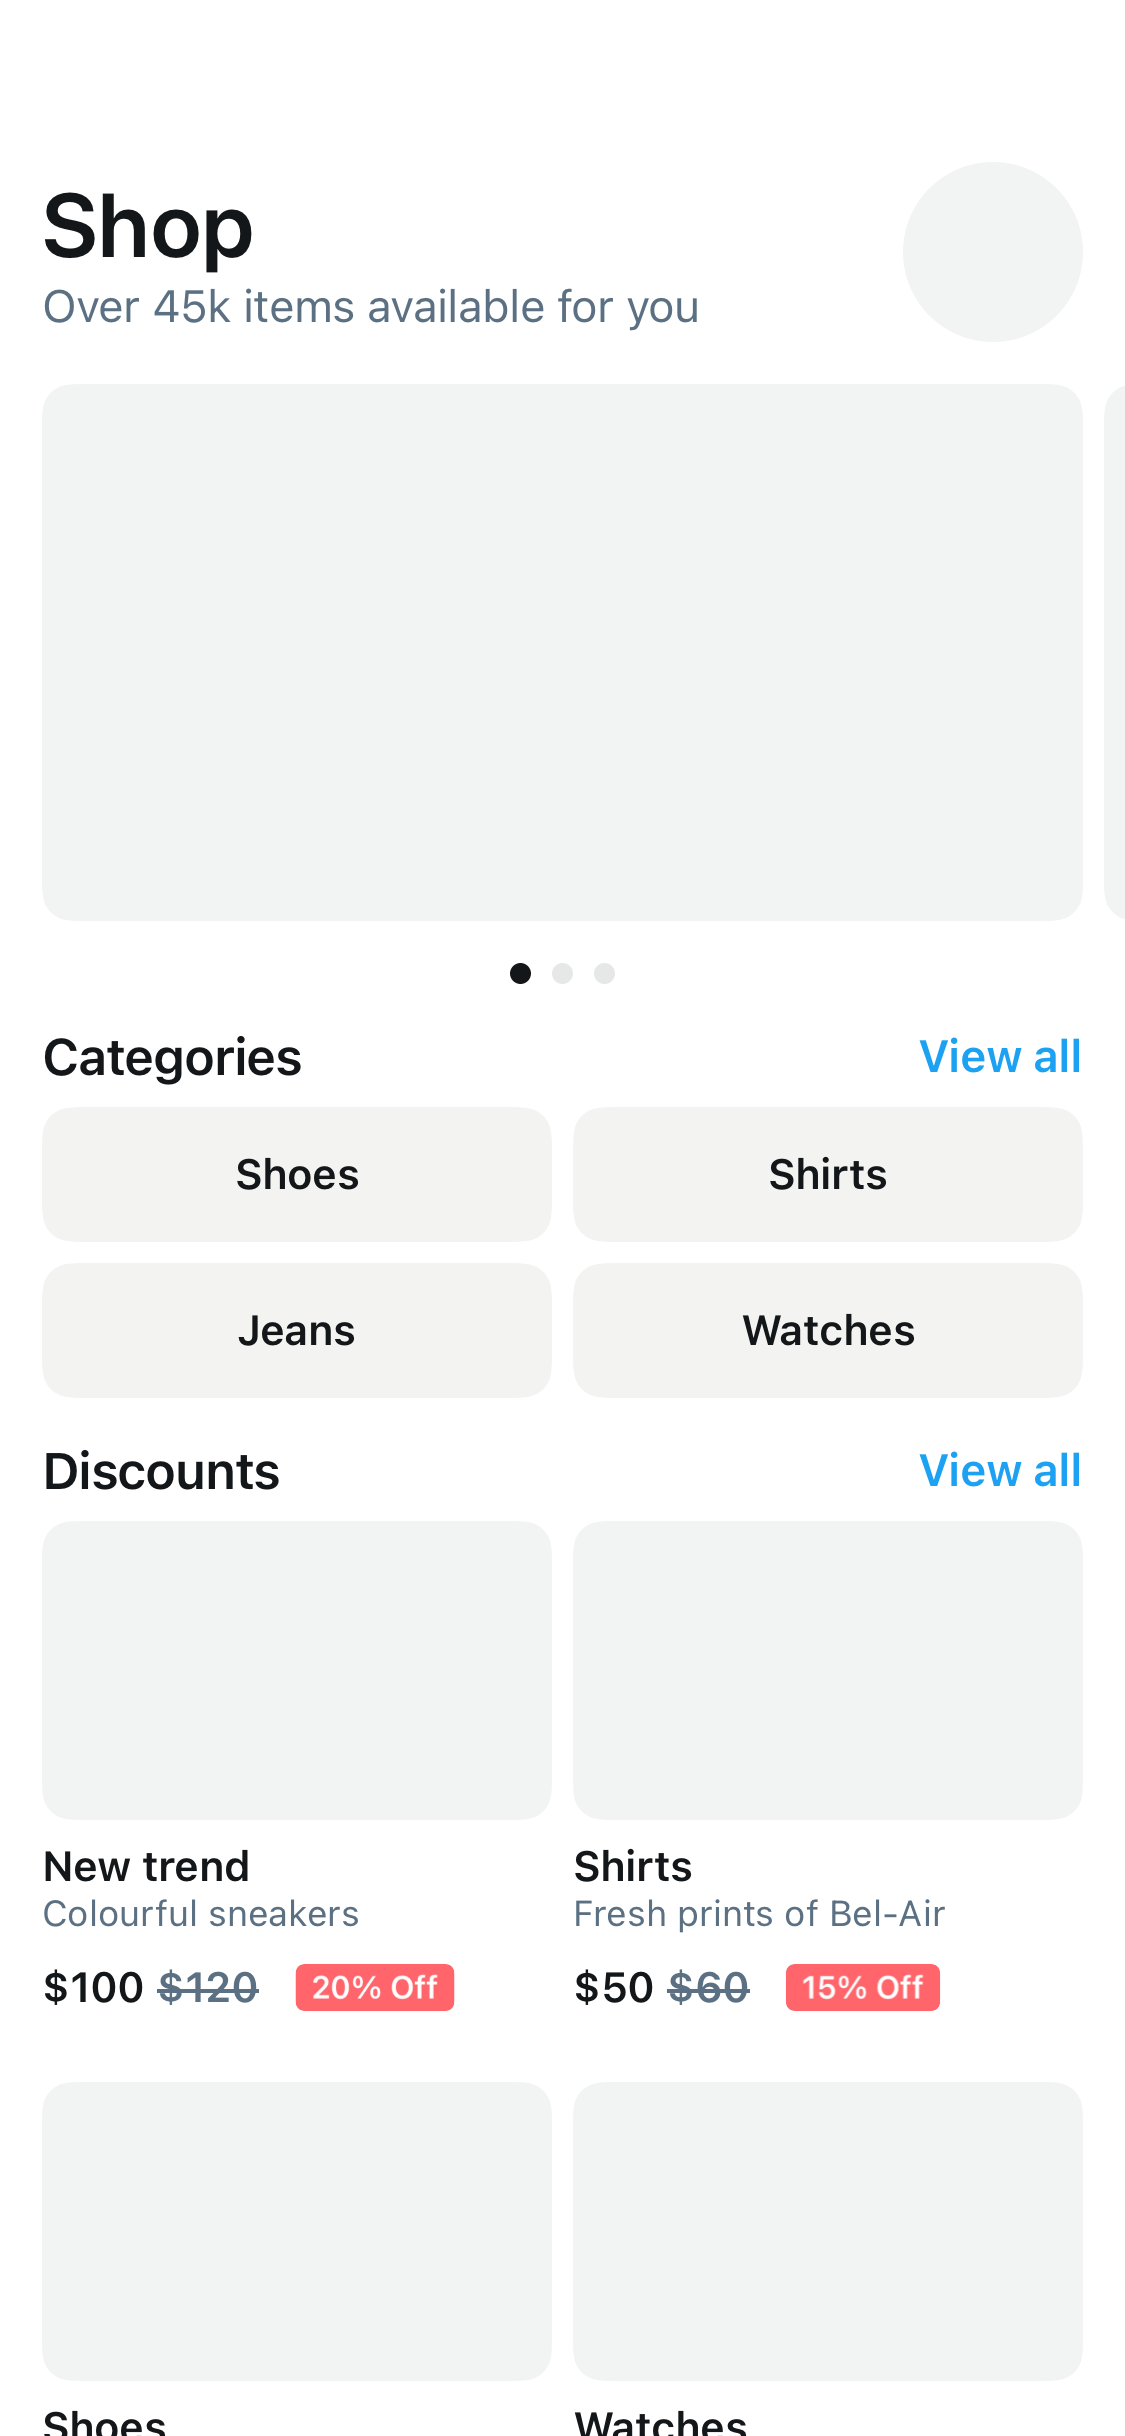 Shop
Over 45k items available for you
Categories
View all
Shoes
Shirts
Jeans
Watches
Discounts
View all
New trend
Colourful sneakers
$100 $120 20% Off
Shirts
Fresh prints of Bel-Air
$50 $60 15% Off
Shoes
Watches